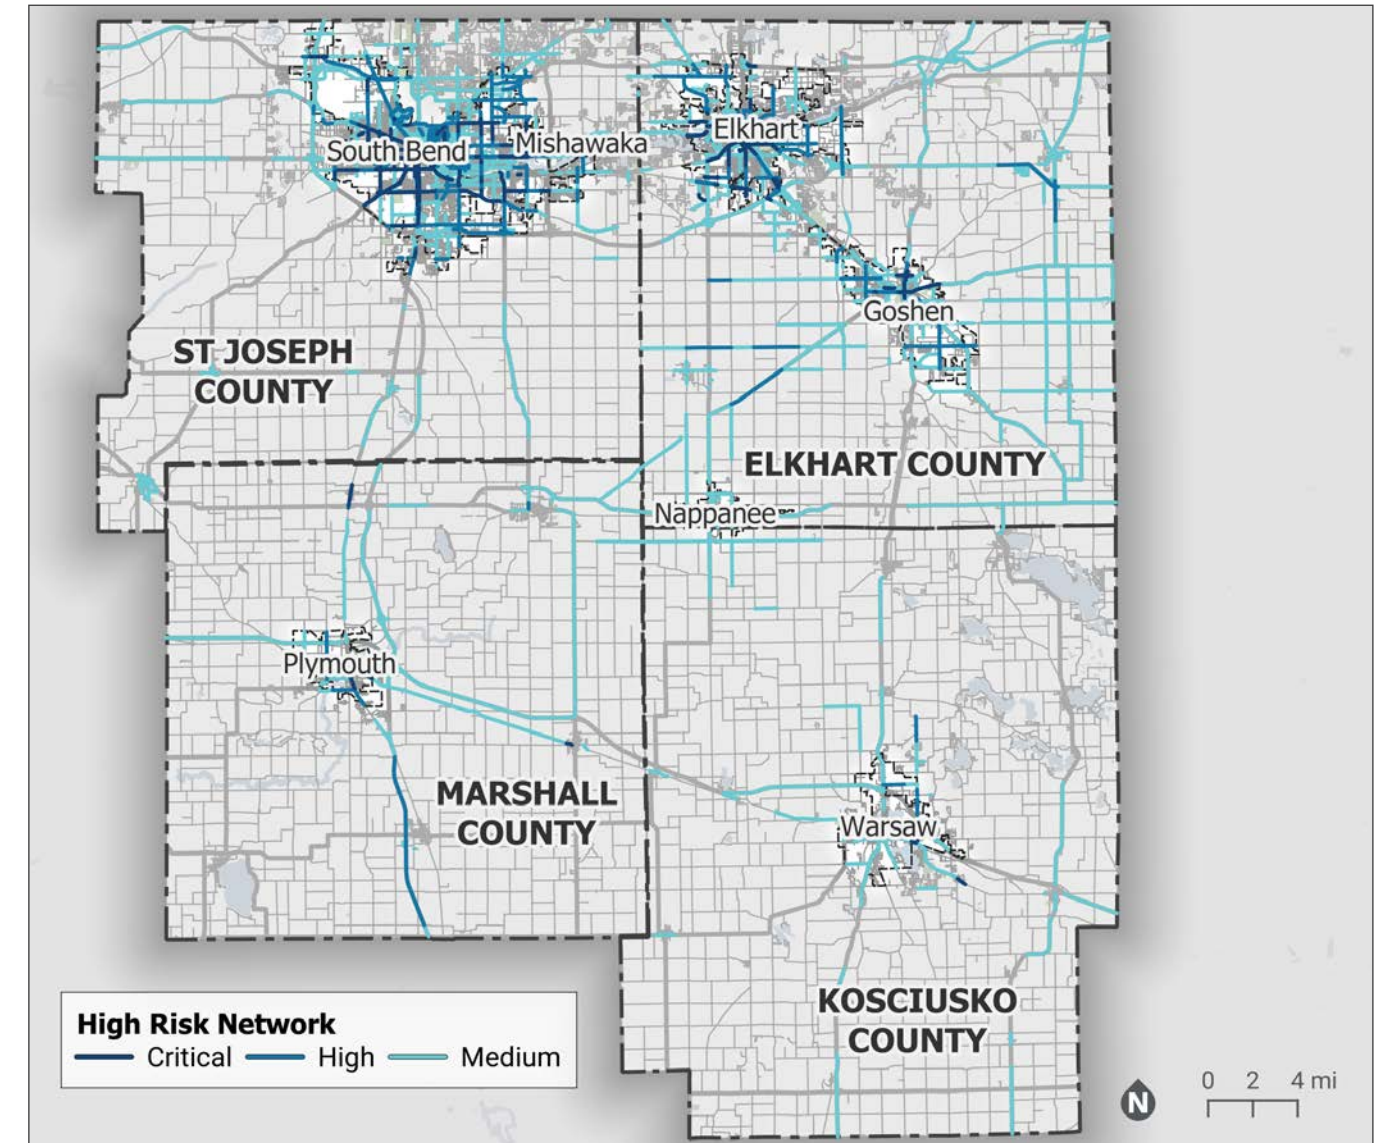 Elkhart
Mishawaka
South Bend
Goshen
ST JOSEPH
COUNTY
ELKHART COUNTY
Nappanee
Plymouth
MARSHALL
COUNTY
Warsaw
KOSCIUSKO
COUNTY
High Risk Network
Critical High Medium
N
0 2 4 mi